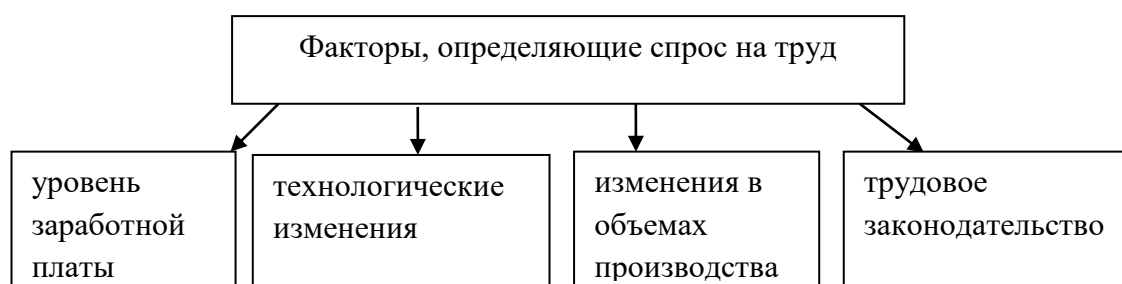 Факторы, определяющие спрос на труд
уровень
заработной
платы
технологические
изменения
изменения в
объемах
производства
трудовое
законодательство